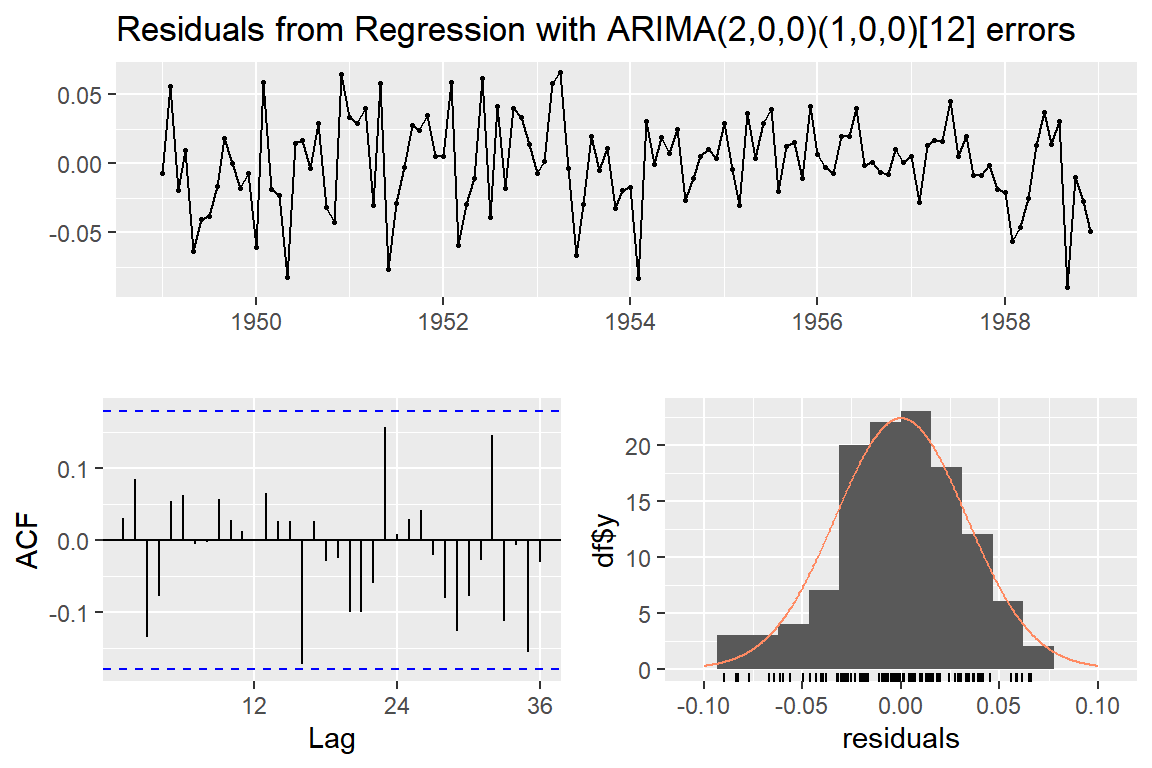 Residuals from Regression with ARIMA(2,0,0)(1,0,0)[12] errors
0.05
0.00
-0.05
1950 1952 1954 1956 1958
ACF
0.1
0.0
-0.1
12 24 36
Lag
df$y
20
15
10
5
0
-0.10 -0.05 0.00 0.05 0.10
residuals